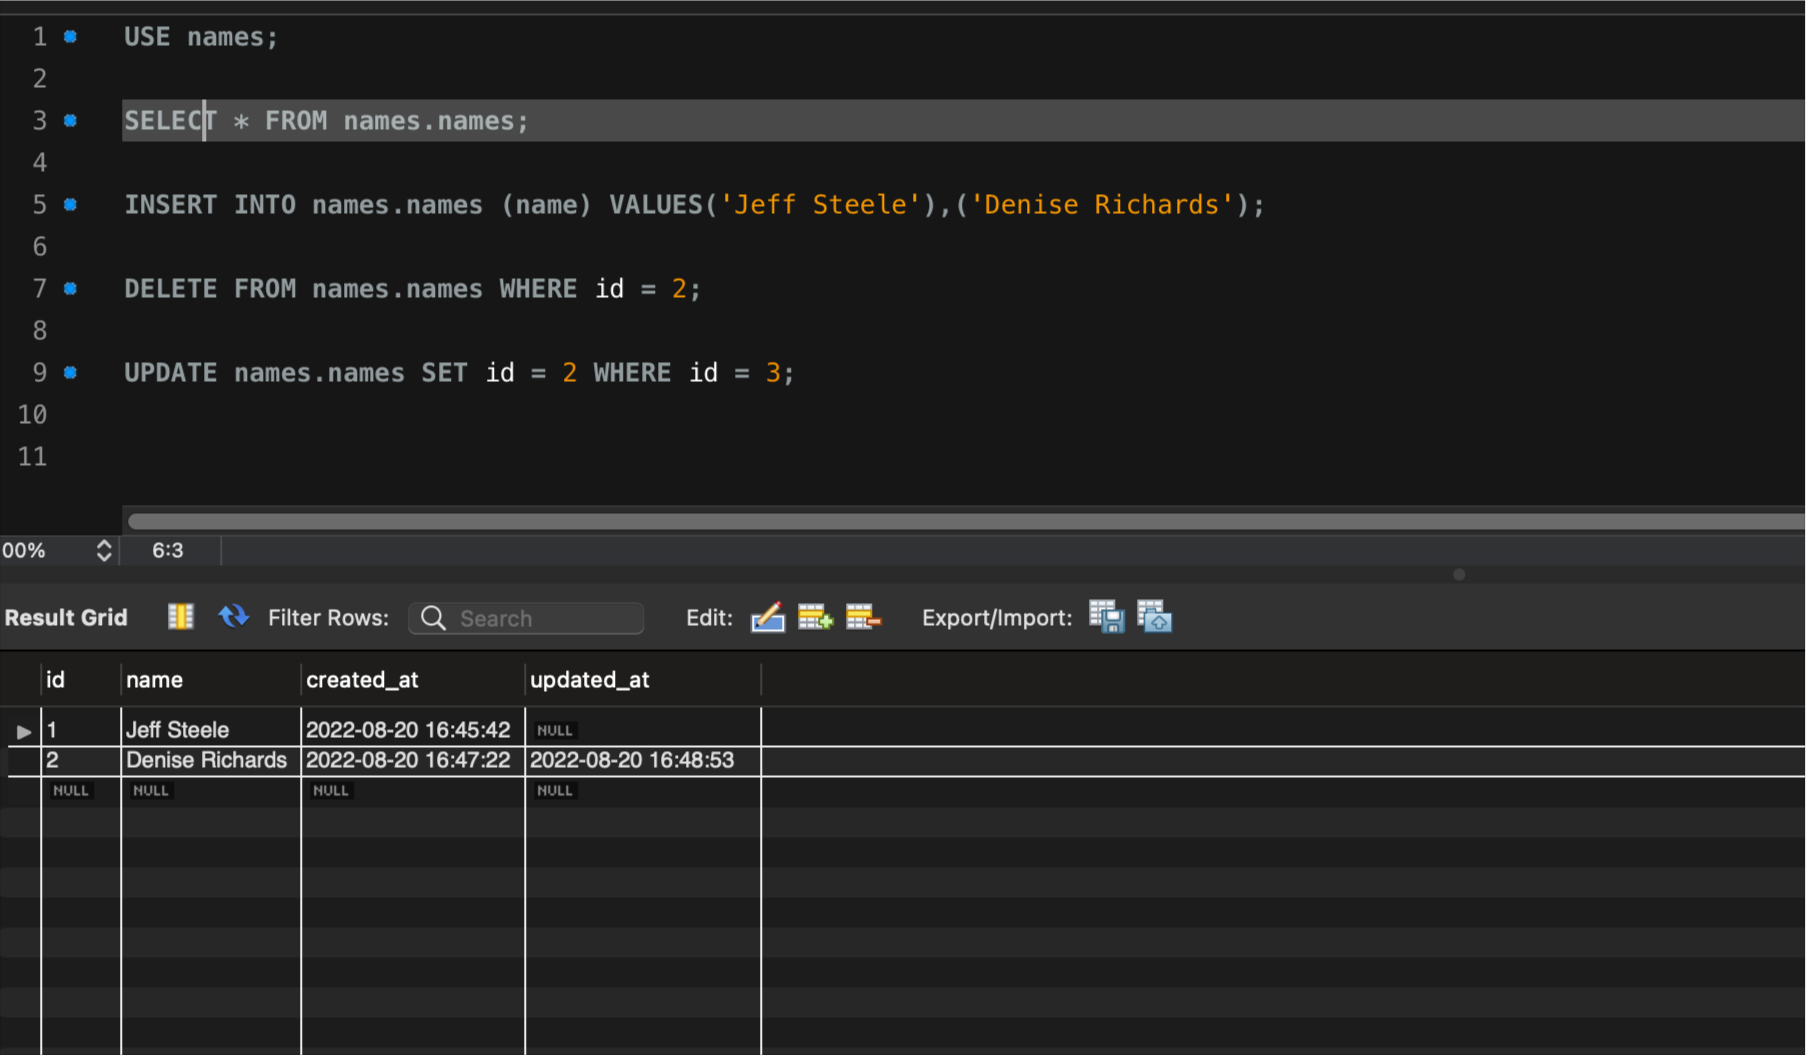 1 USE names;
2
3 SELECT * FROM names.names;
4
5 INSERT INTO names.names (name) VALUES('Jeff Steele'),('Denise Richards');
6
7 DELETE FROM names.names WHERE id = 2;
8
9 UPDATE names.names SET id = 2 WHERE id = 3;
10
11
00% 6:3
Result Grid Filter Rows: Search Edit: Export/Import:
id name created_at updated_at
1 Jeff Steele 2022-08-20 16:45:42 NULL
2 Denise Richards 2022-08-20 16:47:22 2022-08-20 16:48:53
NULL NULL NULL NULL